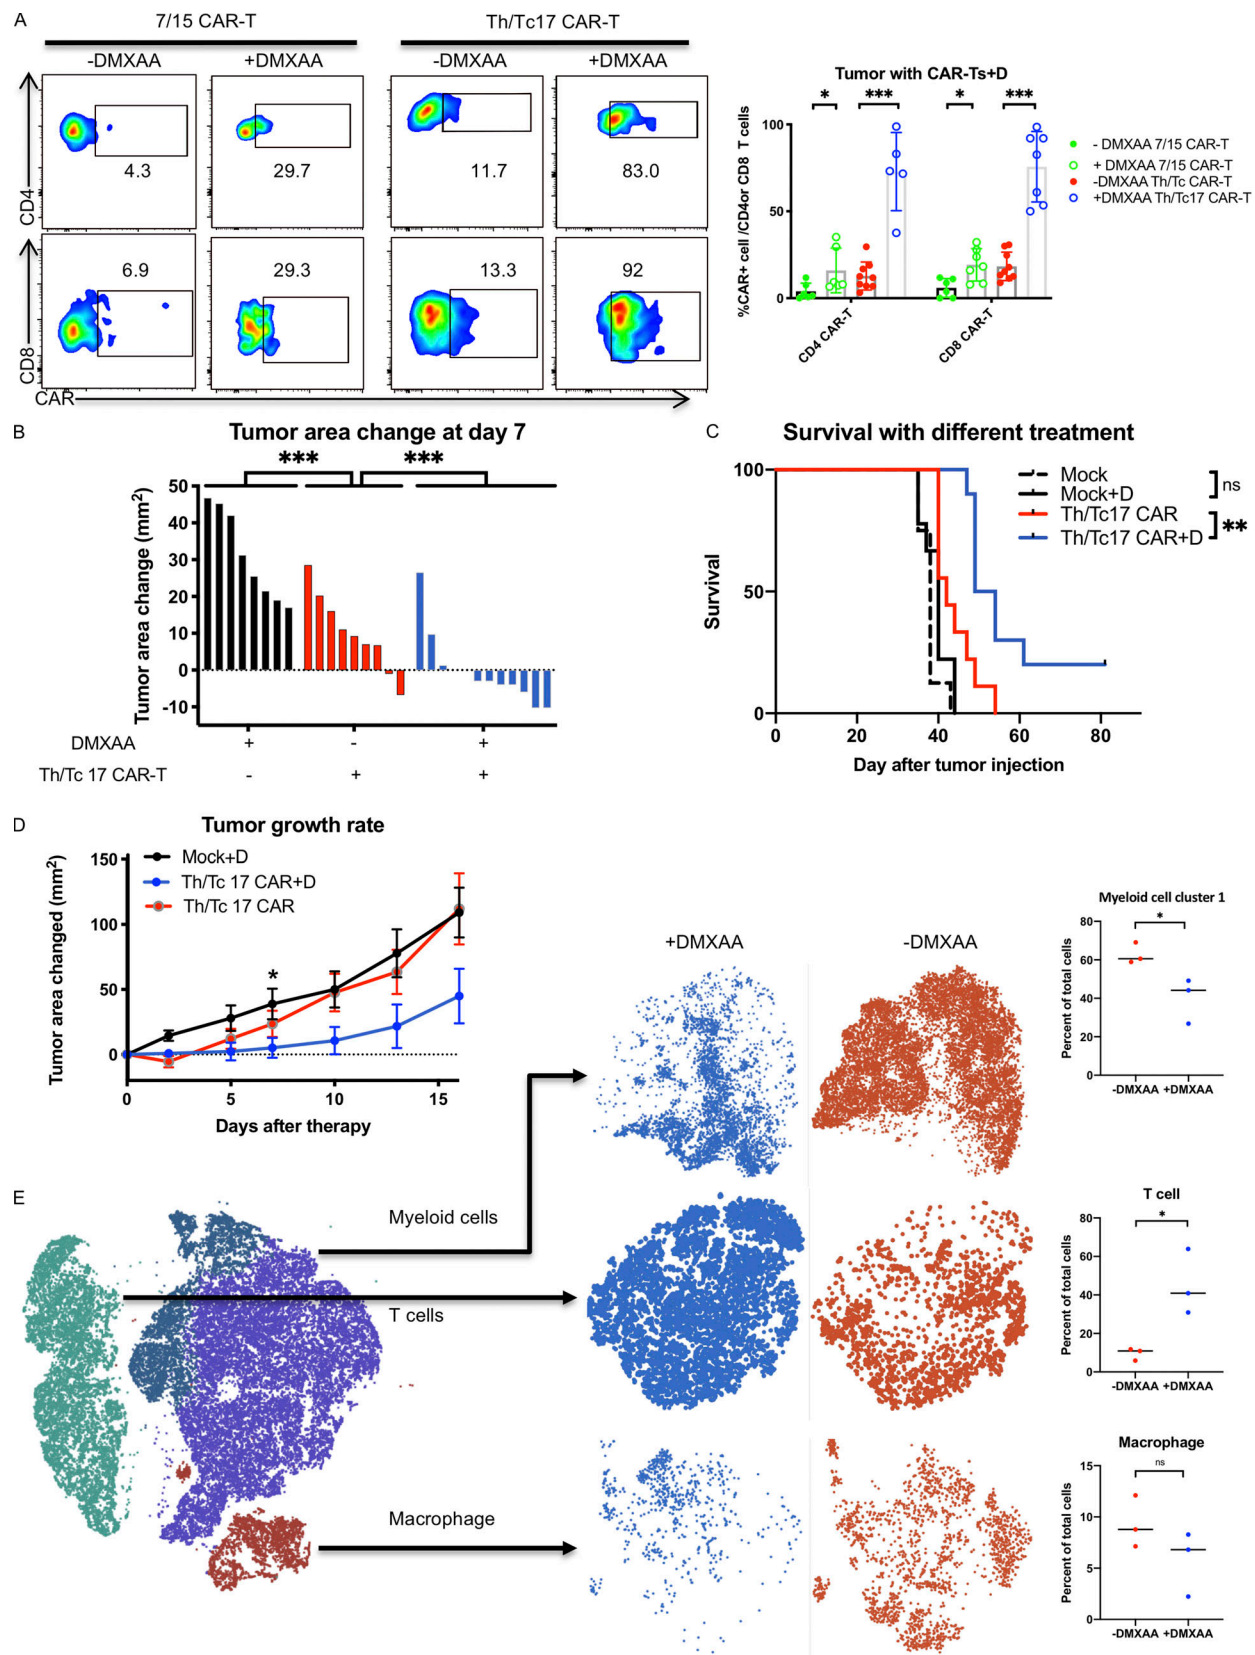 A
7/15 CAR-T
Th/Tc17 CAR-T
-DMXAA
+DMXAA
-DMXAA
+DMXAA
CD4
4.3
29.7
11.7
83.0
CD8
6.9
29.3
13.3
92
CAR
Tumor with CAR-Ts+D
%CAR+ cell /CD4or CD8 T cells
100
50
0
*
***
*
***
CD4 CAR-T
CD8 CAR-T
- DMXAA 7/15 CAR-T
+ DMXAA 7/15 CAR-T
-DMXAA Th/Tc CAR-T
+DMXAA Th/Tc17 CAR-T
B
Tumor area change at day 7
***
***
Tumor area change (mm2)
50
40
30
20
10
0
-10
DMXAA + - +
Th/Tc 17 CAR-T - + +
C
Survival with different treatment
Survival
100
50
0
0 20 40 60 80
Day after tumor injection
Mock
Mock+D
ns
Th/Tc17 CAR
Th/Tc17 CAR+D
**
D
Tumor growth rate
Tumor area changed (mm2)
150
100
50
0
Mock+D
Th/Tc 17 CAR+D
Th/Tc 17 CAR
*
0 5 10 15
Days after therapy
E
Myeloid cells
T cells
Macrophage
+DMXAA
-DMXAA
Myeloid cell cluster 1
Percent of total cells
80
60
40
20
0
*
-DMXAA +DMXAA
T cell
Percent of total cells
80
60
40
20
0
*
-DMXAA +DMXAA
Macrophage
Percent of total cells
15
10
5
0
ns
-DMXAA +DMXAA